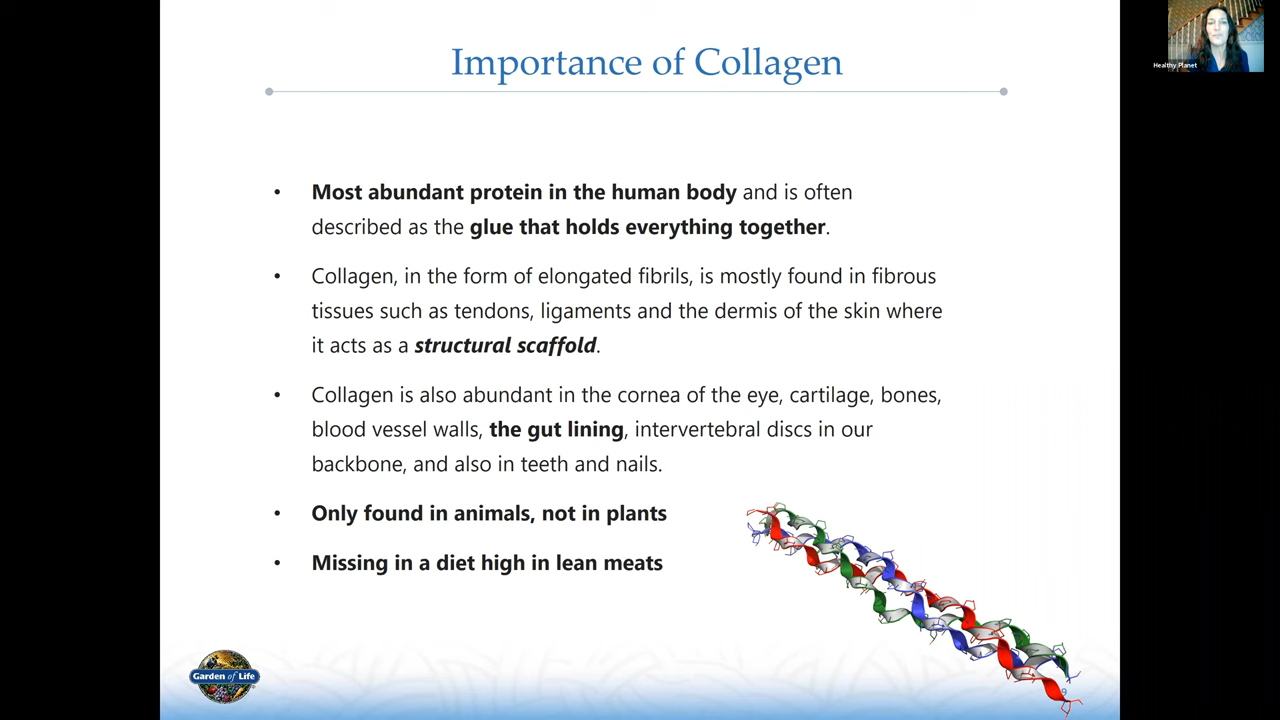 Importance of Collagen
Healthy Planet
• Most abundant protein in the human body and is often
described as the glue that holds everything together.
• Collagen, in the form of elongated fibrils, is mostly found in fibrous
tissues such as tendons, ligaments and the dermis of the skin where
it acts as a structural scaffold.
• Collagen is also abundant in the cornea of the eye, cartilage, bones,
blood vessel walls, the gut lining, intervertebral discs in our
backbone, and also in teeth and nails.
• Only found in animals, not in plants
• Missing in a diet high in lean meats
Garden of Life
9